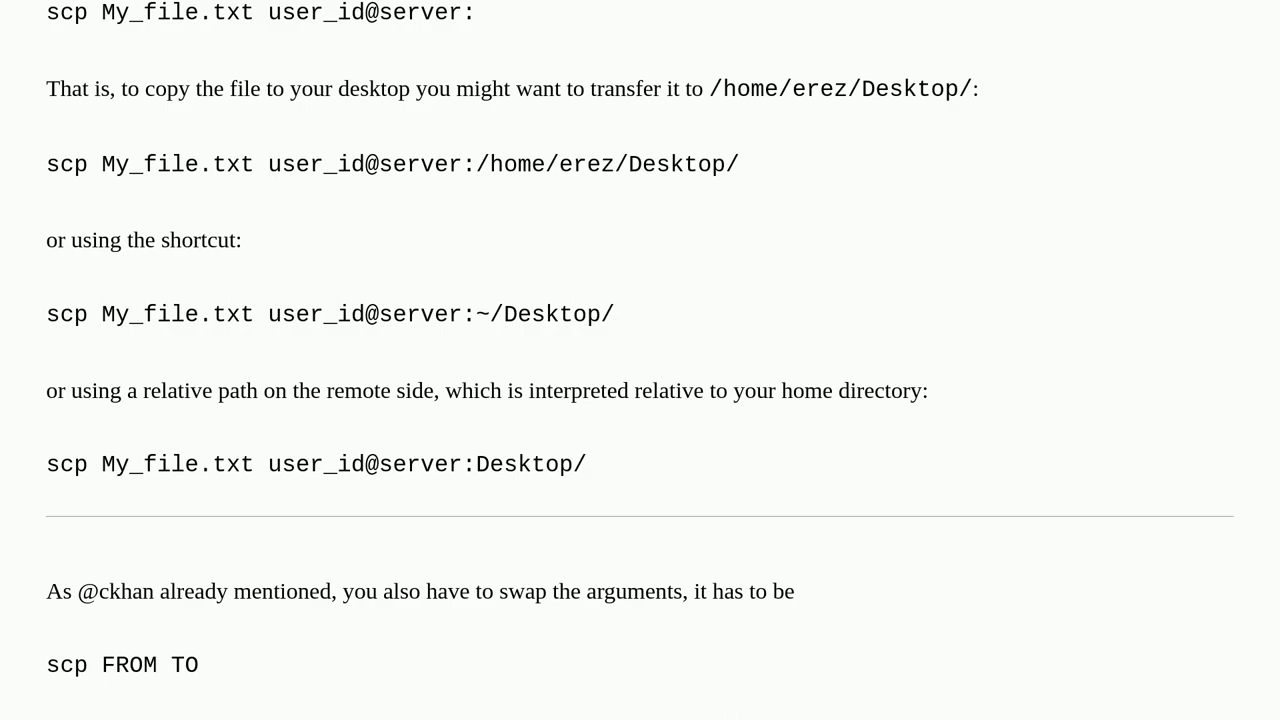 scp My_file.txt user_id@server:
That is, to copy the file to your desktop you might want to transfer it to /home/erez/Desktop/:
scp My_file.txt user_id@server:/home/erez/Desktop/
or using the shortcut:
scp My_file.txt user_id@server:~/Desktop/
or using a relative path on the remote side, which is interpreted relative to your home directory:
scp My_file.txt user_id@server:Desktop/
As @ckhan already mentioned, you also have to swap the arguments, it has to be
scp FROM TO